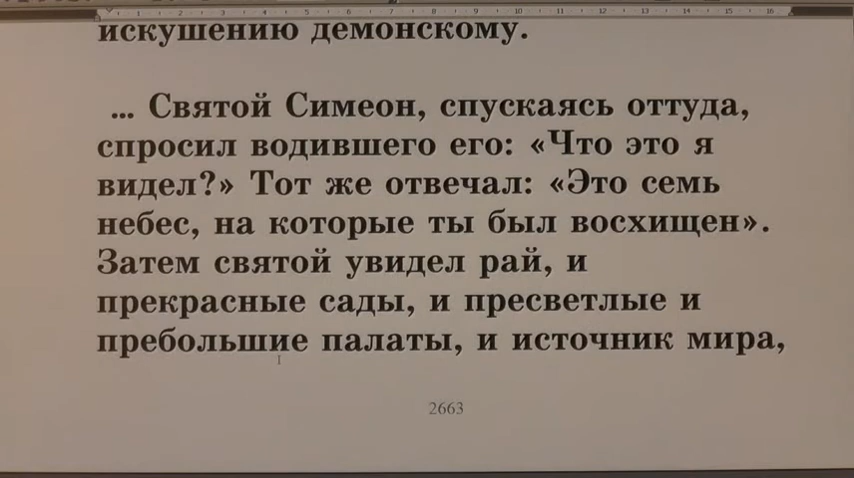 искушению демонскому.
... Святой Симеон, спускаясь оттуда,
спросил водившего его: «Что это я
видел?» Тот же отвечал: «Это семь
небес, на которые ты был восхищен».
Затем святой увидел рай, и
прекрасные сады, и пресветлые и
пребольшие палаты, и источник мира,
2663